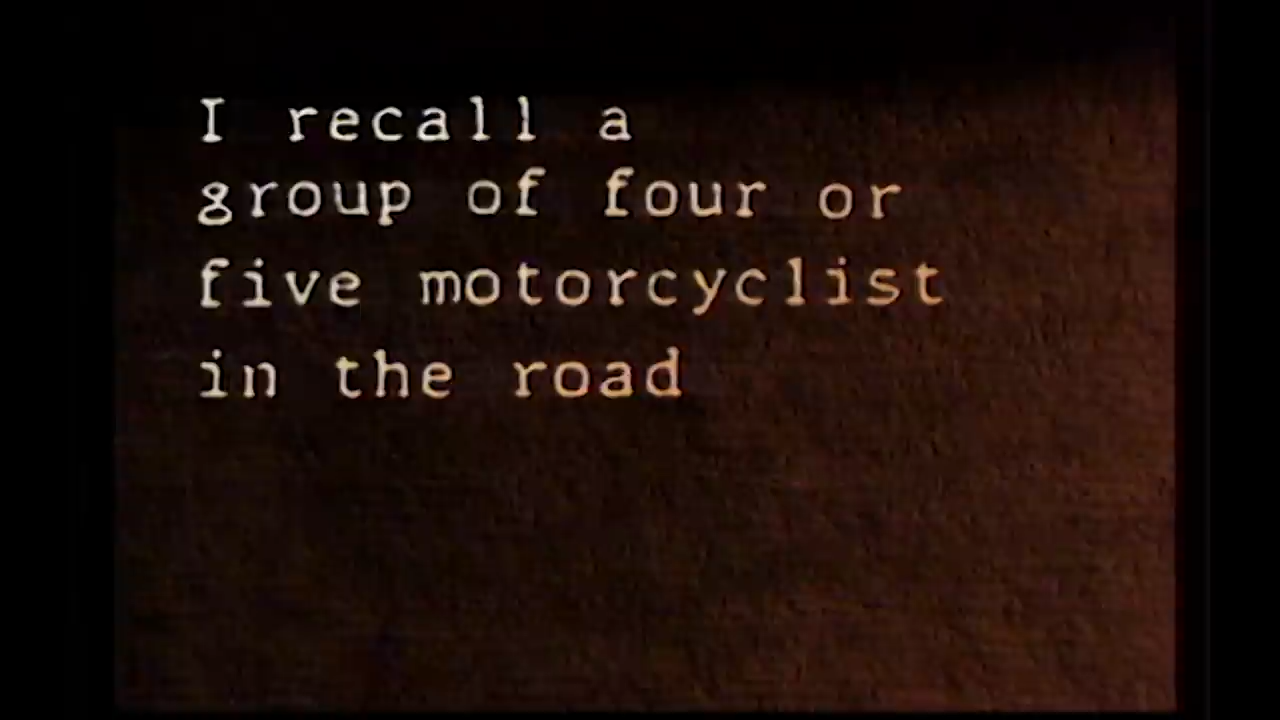 I recall a
group of four or
five motorcyclist
in the road